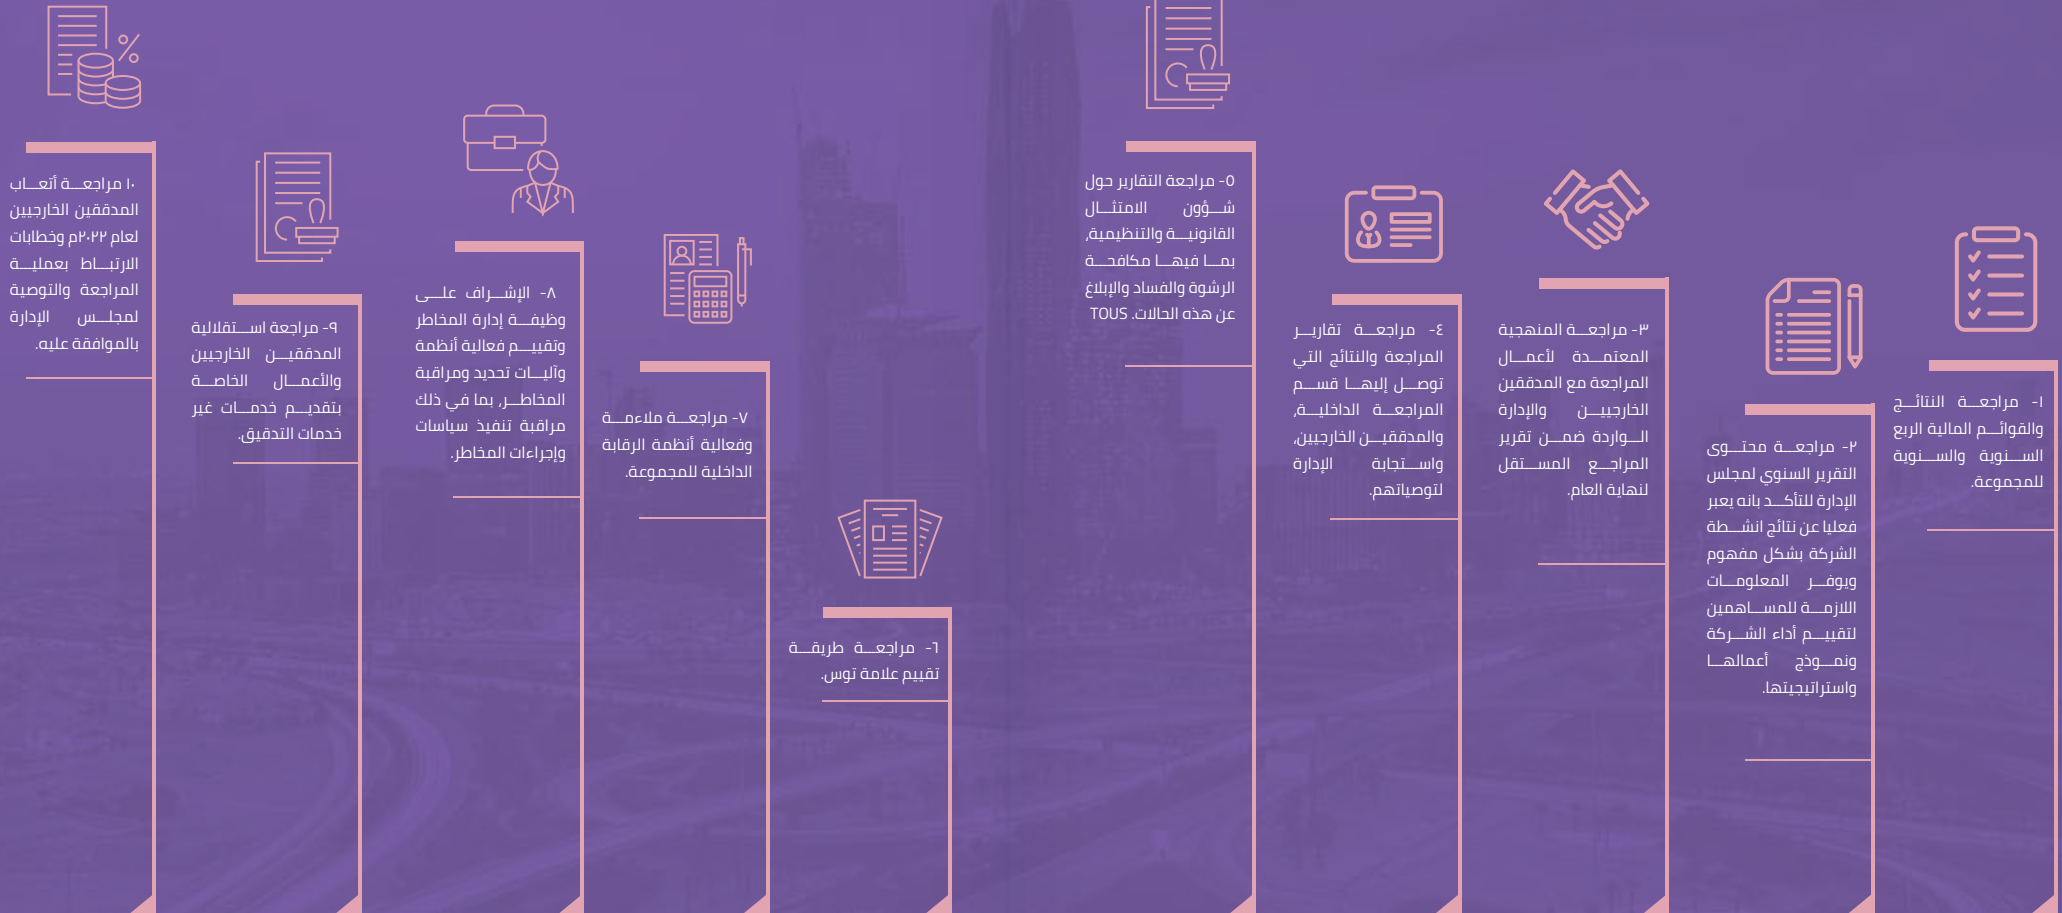 ١- مراجعة النتائج
والقوائم المالية الربع
السنوية والسنوية
للمجموعة.
٢- مراجعة محتوى
التقرير السنوي لمجلس
الإدارة للتأكد بانه يعبر
فعليا عن نتائج انشطة
الشركة بشكل مفهوم
ويوفر المعلومات
اللازمة للمساهمين
لتقييم أداء الشركة
ونموذج أعمالها
واستراتيجيتها.
٣- مراجعة المنهجية
المعتمدة لأعمال
المراجعة مع المدققين
الخارجيين والإدارة
الواردة ضمن تقرير
المراجع المستقل
لنهاية العام.
٤- مراجعة تقارير
المراجعة والنتائج التي
توصل إليها قسم
المراجعة الداخلية،
والمدققين الخارجيين،
واستجابة الإدارة
لتوصياتهم.
٥- مراجعة التقارير حول
شؤون الامتثال
القانونية والتنظيمية،
بما فيها مكافحة
الرشوة والفساد والإبلاغ
عن هذه الحالات. TOUS
٦- مراجعة طريقة
تقييم علامة توس.
٧- مراجعة ملاءمة
وفعالية أنظمة الرقابة
الداخلية للمجموعة.
٨- الإشراف على
وظيفة إدارة المخاطر
وتقييم فعالية أنظمة
وآليات تحديد ومراقبة
المخاطر، بما في ذلك
مراقبة تنفيذ سياسات
وإجراءات المخاطر.
٩- مراجعة استقلالية
المدققين الخارجيين
والأعمال الخاصة
بتقديم خدمات غير
خدمات التدقيق.
١٠ مراجعة أتعاب
المدققين الخارجيين
لعام ٢٠٢٢م وخطابات
الارتباط بعملية
المراجعة والتوصية
لمجلس الإدارة
بالموافقة عليه.